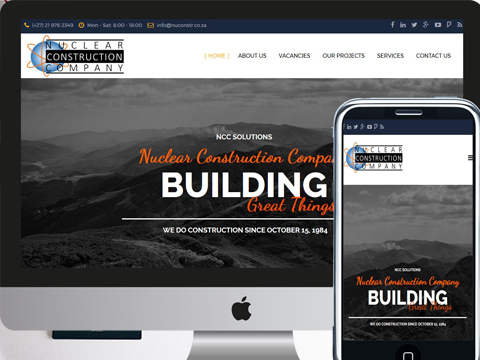 (+27) 21 976 2349 Mon - Sat: 8:00 - 18:00 info@nuconstr.co.za
NUCLEAR
CONSTRUCTION
COMPANY
[ HOME ] ABOUT US VACANCIES OUR PROJECTS SERVICES CONTACT US
NCC SOLUTIONS
Nuclear Construction Compan
BUILDING
Great Things
WE DO CONSTRUCTION SINCE OCTOBER 15, 1984
NUCLEAR
CONSTRUCTION
COMPANY
NCC SOLUTIONS
Nuclear Construction Company
BUILDING
Great Things
WE DO CONSTRUCTION SINCE OCTOBER 15, 1984